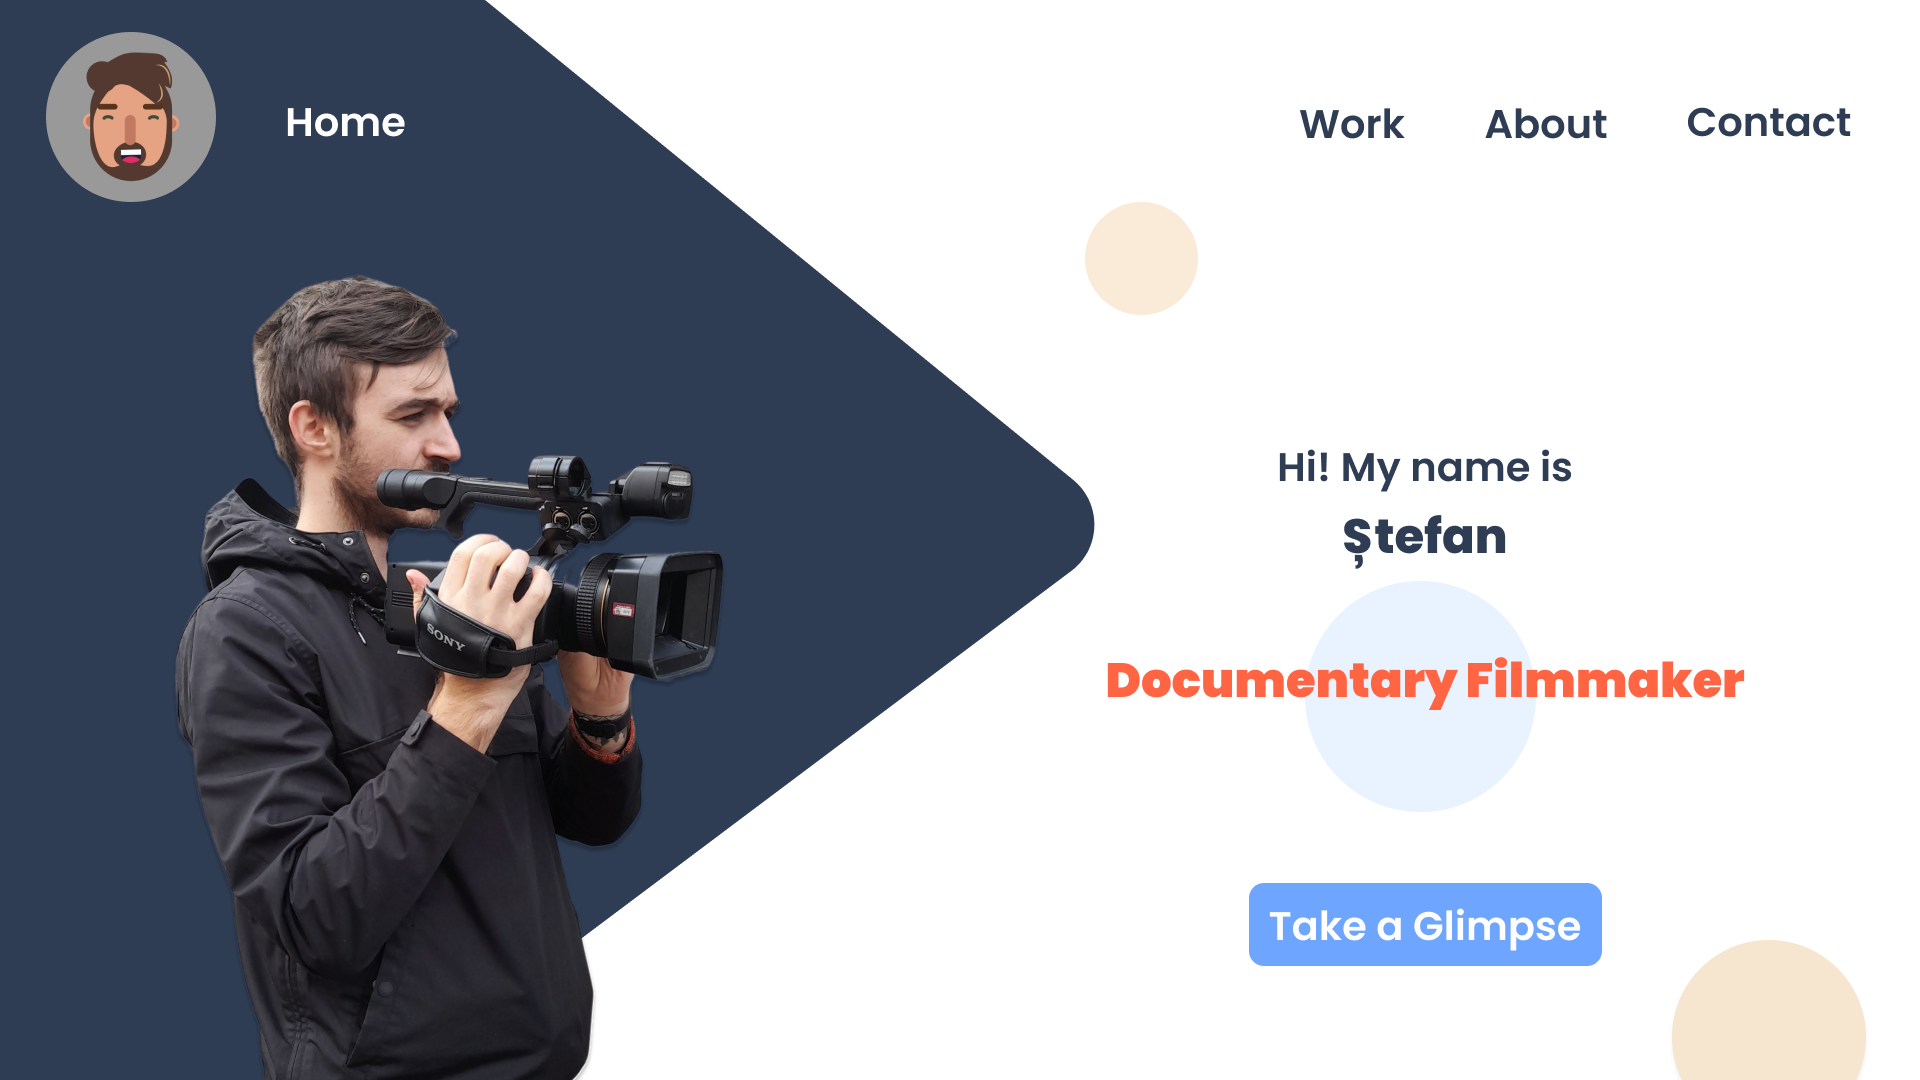 Home
Work
About
Contact
Hi! My name is
Ștefan
Documentary Filmmaker
Take a Glimpse
SONY